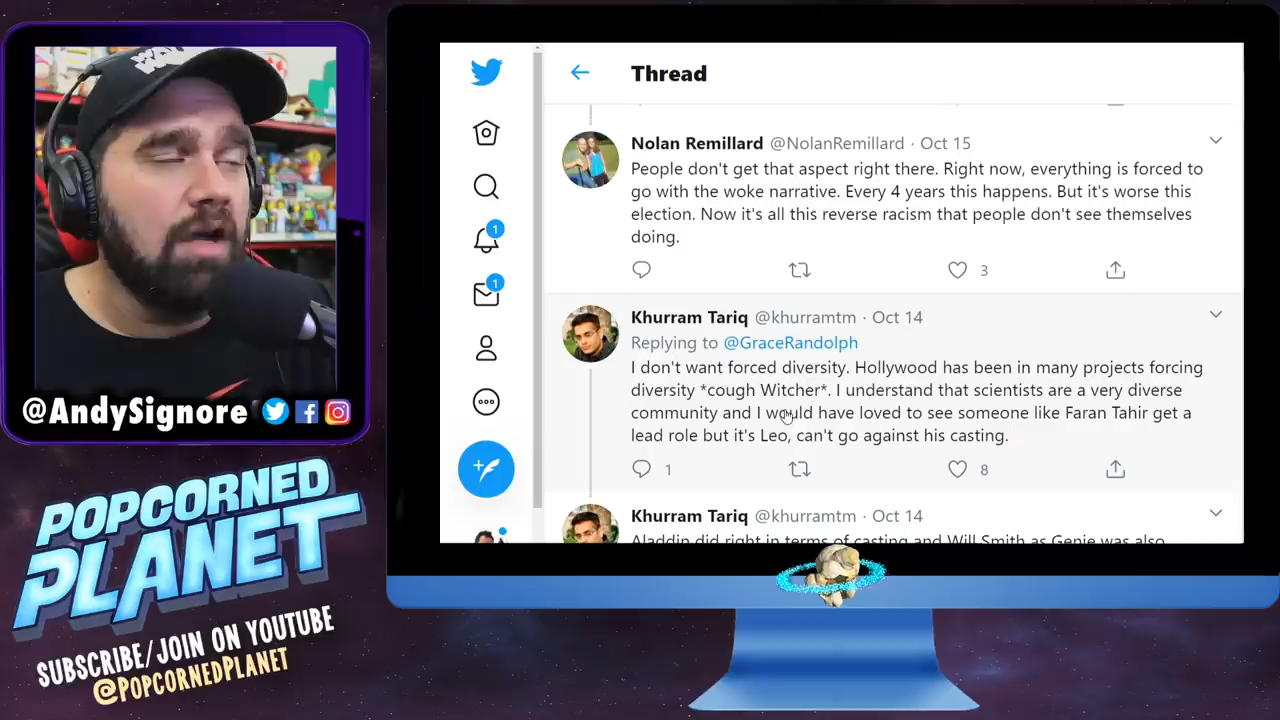 @AndySignore
POPCORNED
PLANET
SUBSCRIBE/JOIN ON YOUTUBE
@POPCORNEDPLANET
Thread
Nolan Remillard @NolanRemillard · Oct 15
People don't get that aspect right there. Right now, everything is forced to
go with the woke narrative. Every 4 years this happens. But it's worse this
election. Now it's all this reverse racism that people don't see themselves
doing.
3
Khurram Tariq @khurramtm · Oct 14
Replying to @GraceRandolph
I don't want forced diversity. Hollywood has been in many projects forcing
diversity *cough Witcher*. I understand that scientists are a very diverse
community and I would have loved to see someone like Faran Tahir get a
lead role but it's Leo, can't go against his casting.
1 8
Khurram Tariq @khurramtm · Oct 14
Aladdin did right in terms of casting and Will Smith as Genie was also
1
1